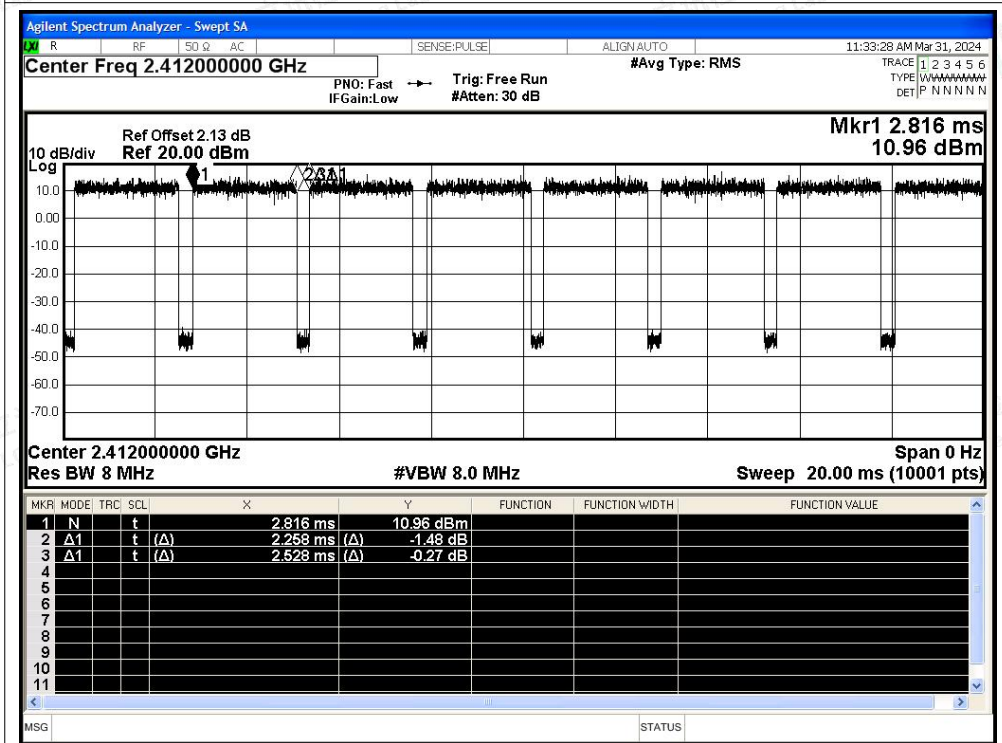 Agilent Spectrum Analyzer - Swept SA
LXI R RF 50 Ω AC SENSE:PULSE ALIGN AUTO 11:33:28 AM Mar 31, 2024
Center Freq 2.412000000 GHz #Avg Type: RMS TRACE 1 2 3 4 5 6
PNO: Fast Trig: Free Run TYPE W
IFGain:Low #Atten: 30 dB DET P N N N N N
Mkr1 2.816 ms
10.96 dBm
Ref Offset 2.13 dB
10 dB/div Ref 20.00 dBm
Log
1
10.0
0.00
-10.0
-20.0
-30.0
-40.0
-50.0
-60.0
-70.0
Center 2.412000000 GHz Span 0 Hz
Res BW 8 MHz #VBW 8.0 MHz Sweep 20.00 ms (10001 pts)
MKR MODE TRC SCL X Y FUNCTION FUNCTION WIDTH FUNCTION VALUE
1 N t 2.816 ms 10.96 dBm
2 Δ1 t (Δ) 2.258 ms (Δ) -1.48 dB
3 Δ1 t (Δ) 2.528 ms (Δ) -0.27 dB
4
5
6
7
8
9
10
11
MSG STATUS